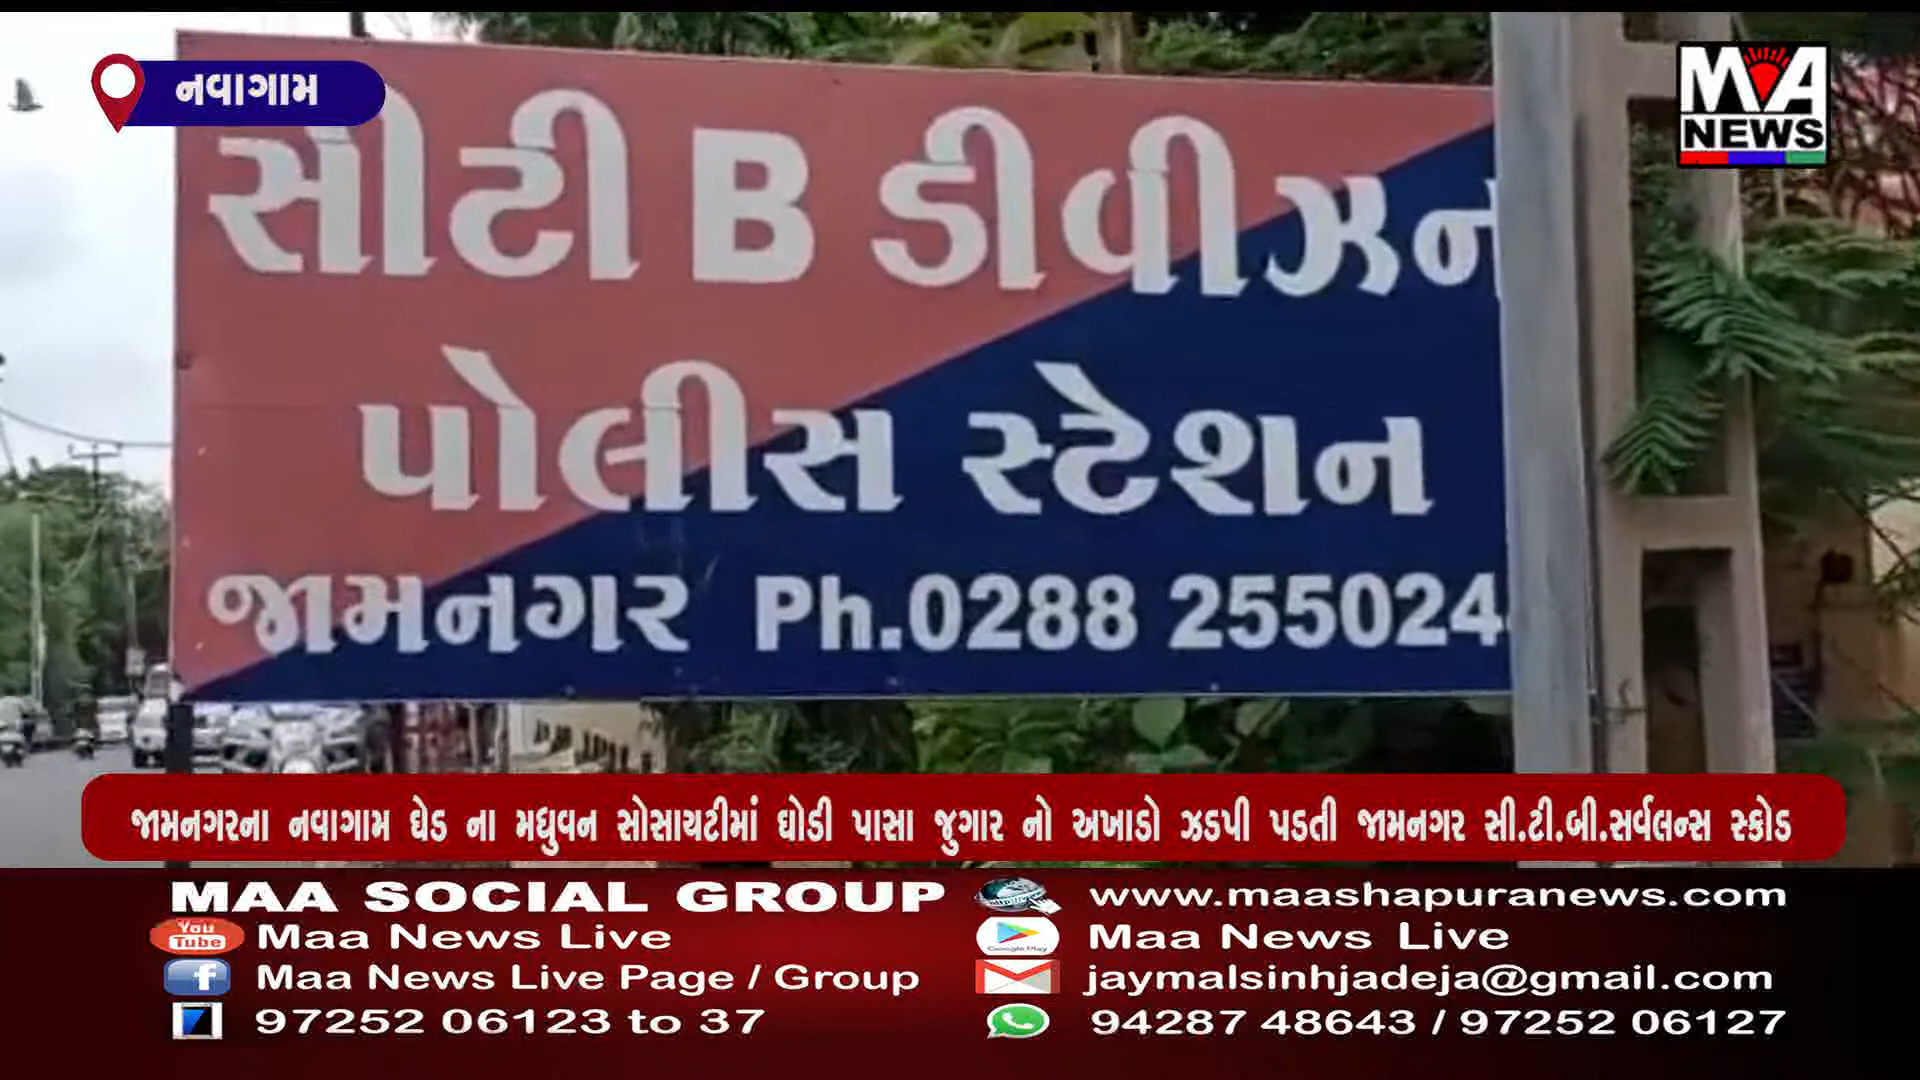 નવાગામ
MAA
NEWS
સીટી B ડીવીઝન
પોલીસ સ્ટેશન
જામનગર Ph.0288 255024
જામનગરના નવાગામ ઘેડ ના મધુવન સોસાયટીમાં ઘોડી પાસા જુગાર નો અખાડો ઝડપી પડતી જામનગર સી.ટી.બી.સર્વેલન્સ સ્કોડ
MAA SOCIAL GROUP
www.maashapuranews.com
You Tube Maa News Live
Google Play Maa News Live
Maa News Live Page / Group
jaymalsinhjadeja@gmail.com
97252 06123 to 37
94287 48643 / 97252 06127